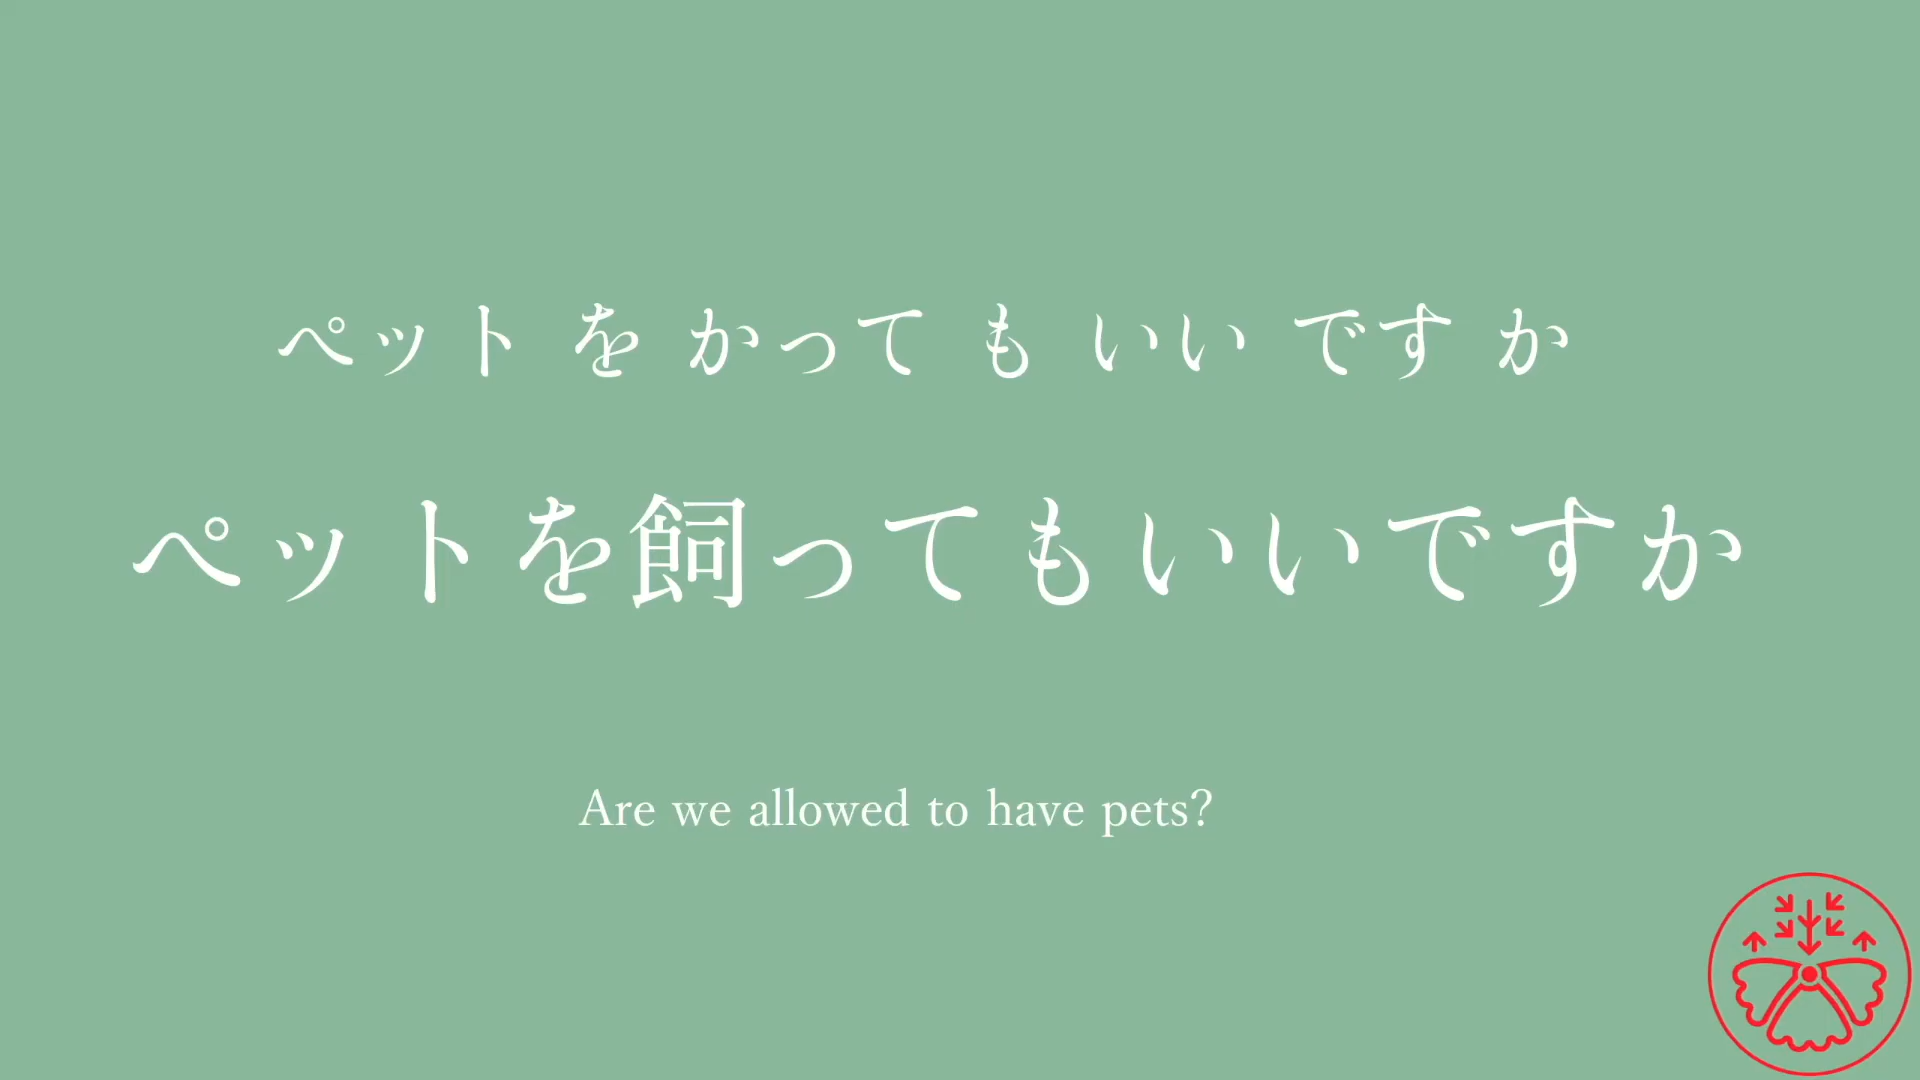 ペット を かって も いい です か
ペットを飼ってもいいですか
Are we allowed to have pets?